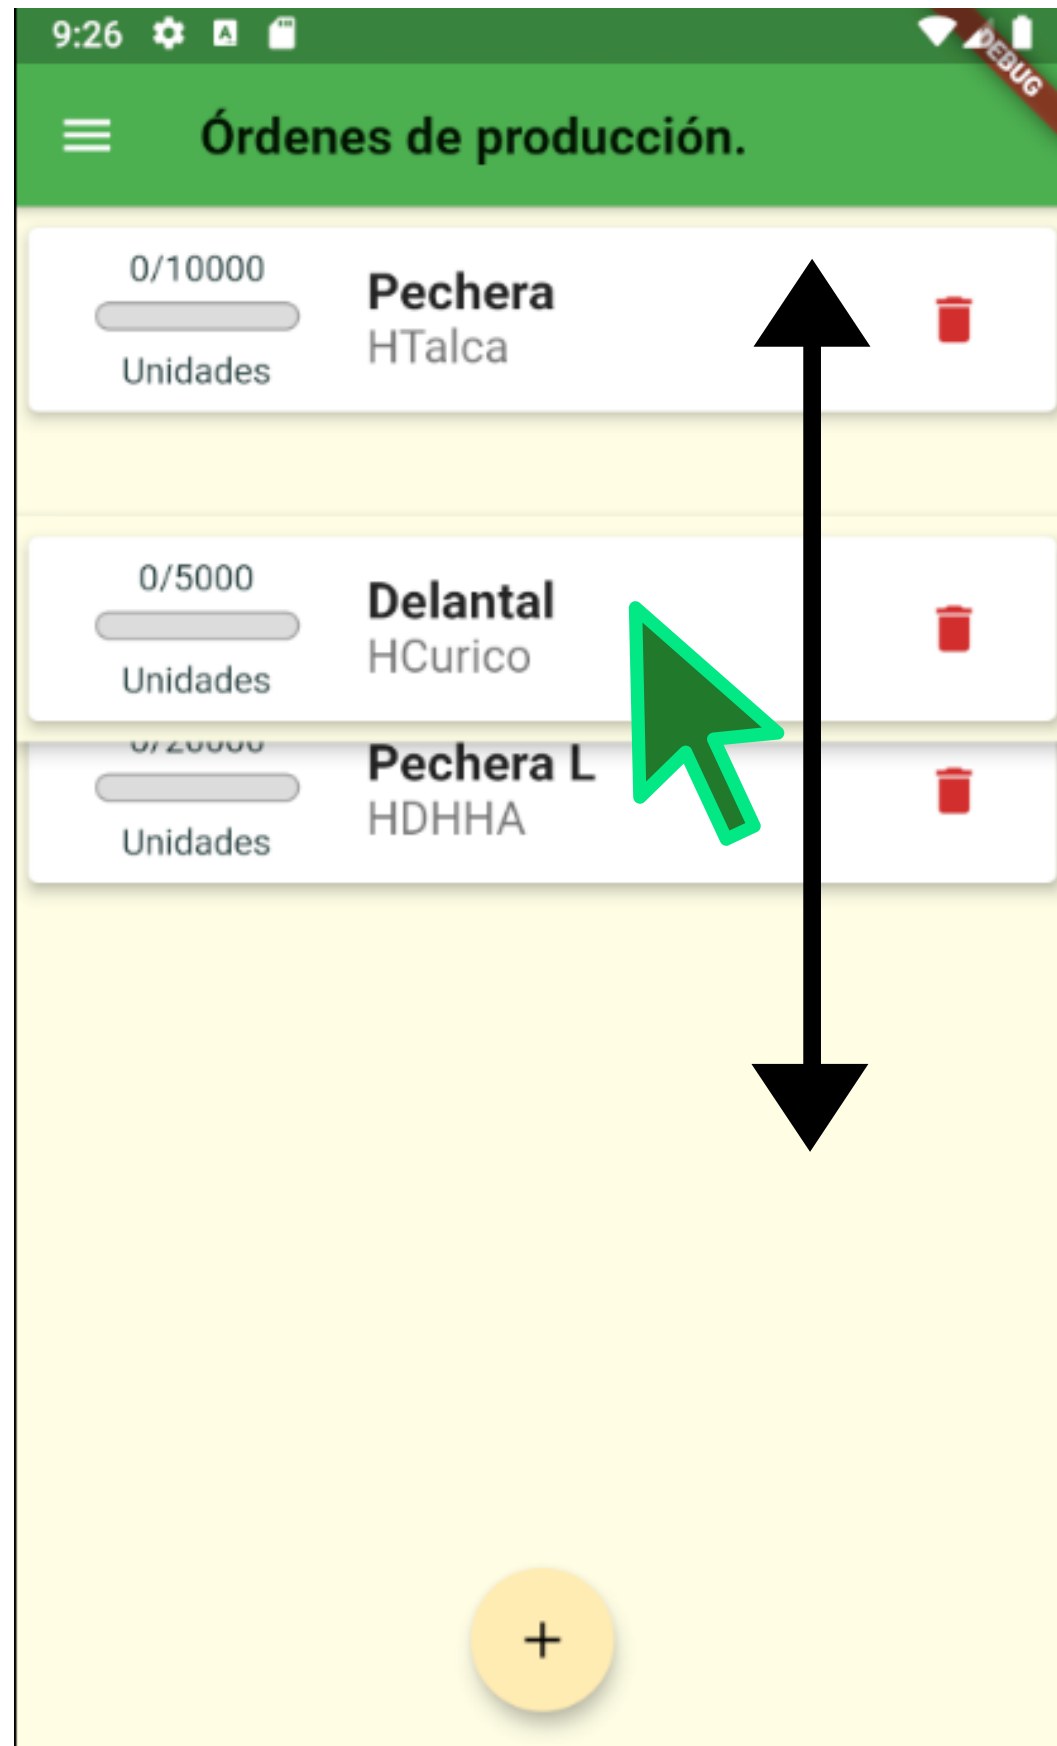 9:26
DEBUG
Órdenes de producción.
0/10000
Unidades
Pechera
HTalca
0/5000
Unidades
Delantal
HCurico
Unidades
Pechera L
HDHHA